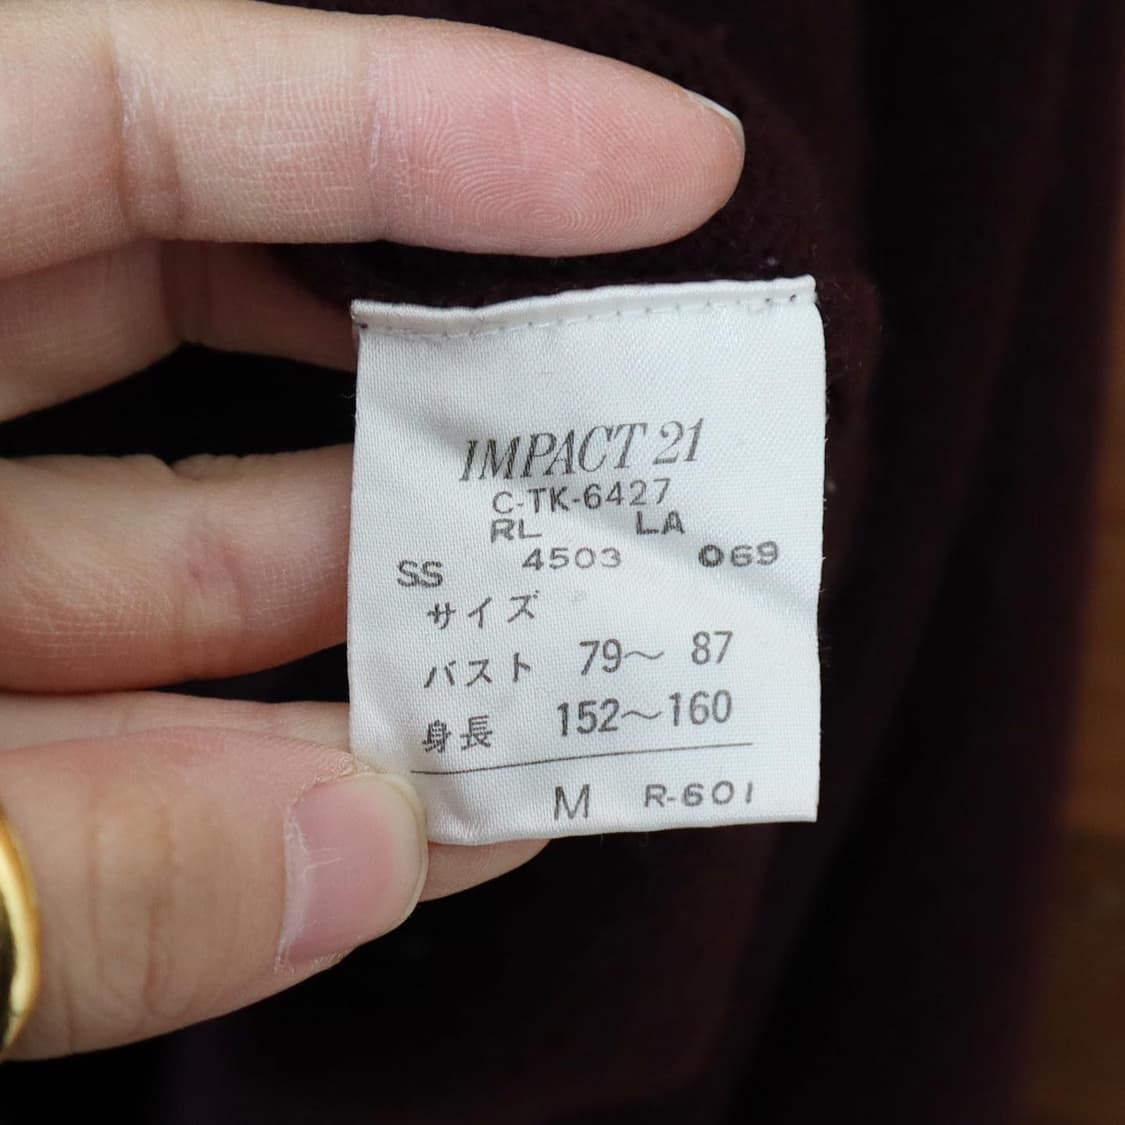 IMPACT 21
C-TK-6427
RL LA
SS 4503 069
サイズ
バスト 79～ 87
身長 152～160
M R-601